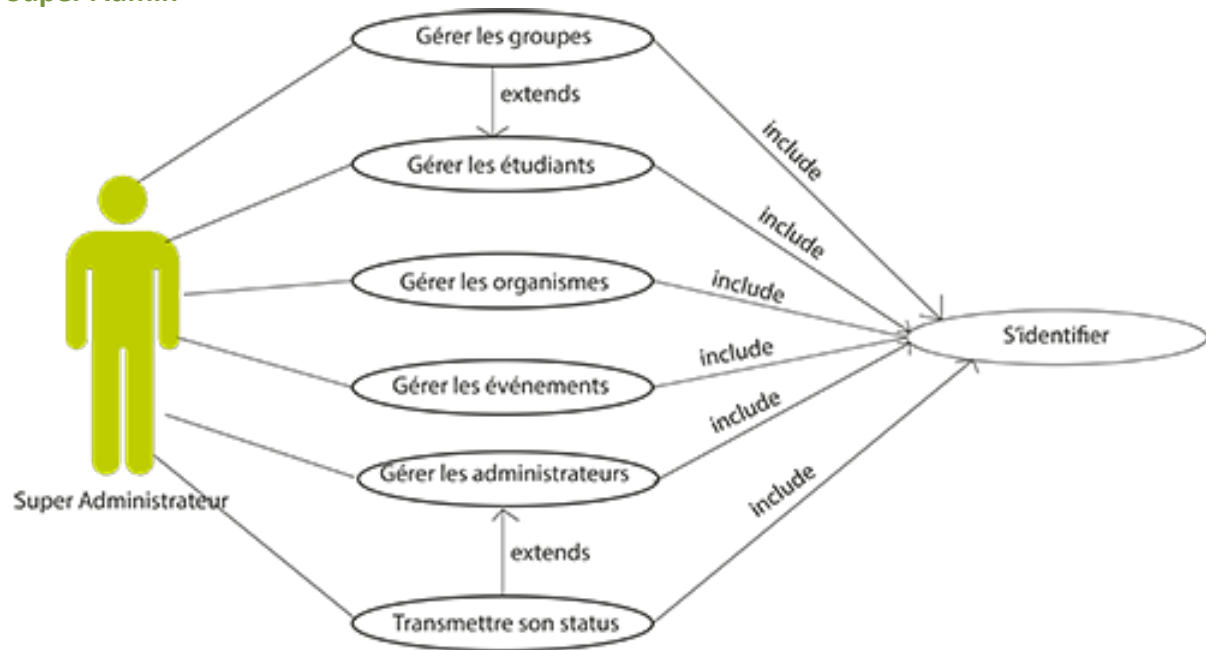 Super Admin
Gérer les groupes
extends
include
Gérer les étudiants
include
Gérer les organismes
include
S'identifier
include
Gérer les événements
include
Gérer les administrateurs
Super Administrateur
include
extends
Transmettre son status